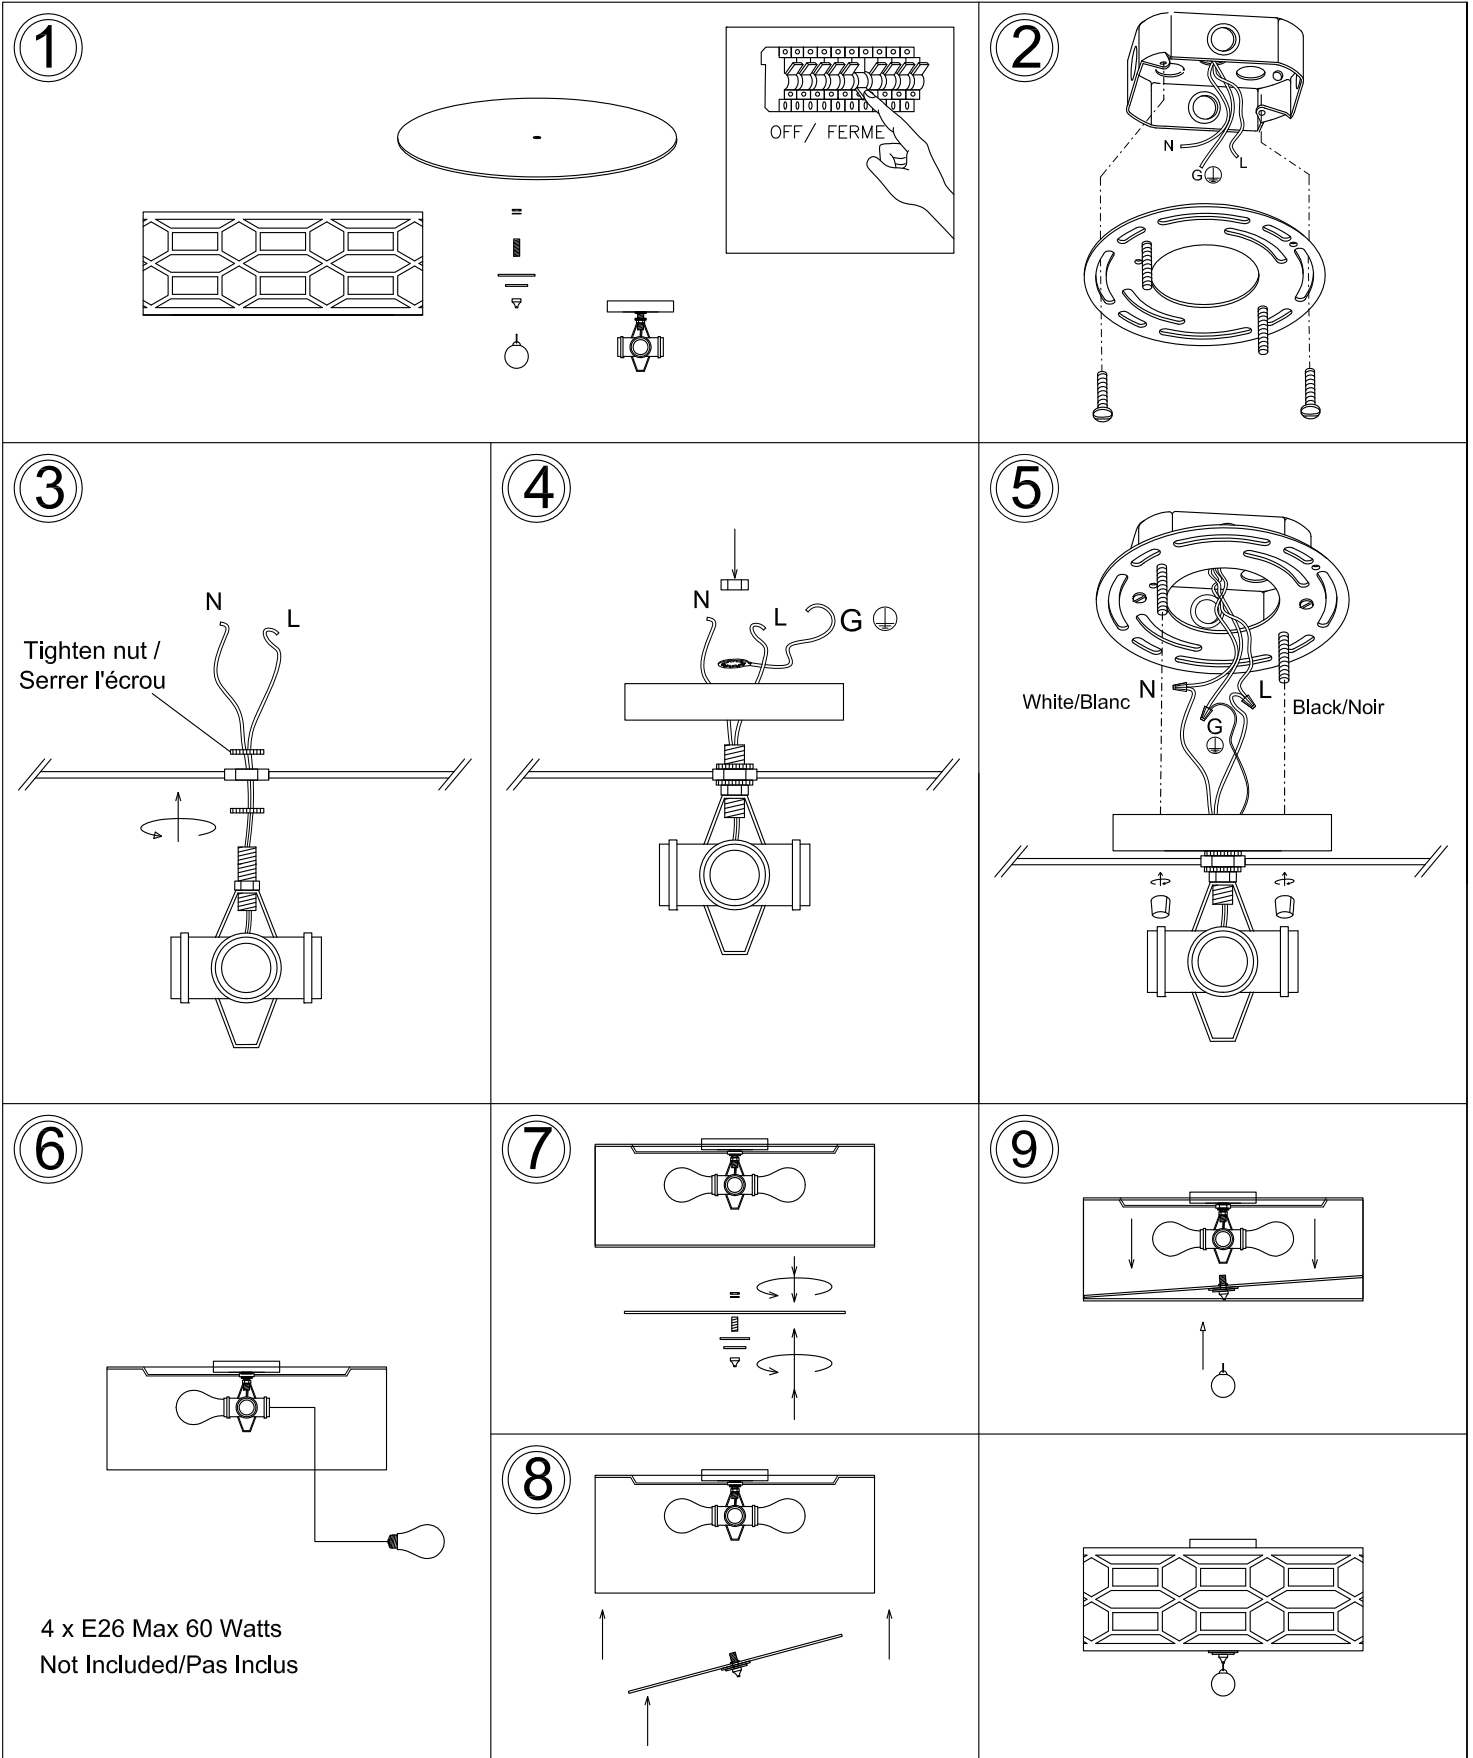 1
OFF/ FERME
2
N
G
L
3
N
L
Tighten nut /
Serrer l'écrou
4
N
L
G
5
White/Blanc
N
L
Black/Noir
G
6
4 x E26 Max 60 Watts
Not Included/Pas Inclus
7
8
9